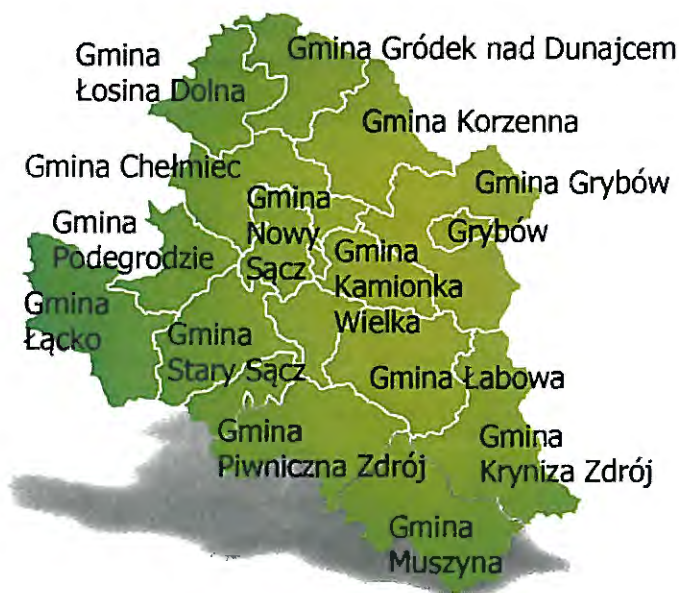 Gmina
Łosina Dolna
Gmina Gródek nad Dunajcem
Gmina Korzenna
Gmina Chełmiec
Gmina Grybów
Gmina
Nowy
Sącz
Gmina
Podegrodzie
Grybów
Gmina
Kamionka
Wielka
Gmina
Łącko
Gmina
Stary Sącz
Gmina Łabowa
Gmina
Piwniczna Zdrój
Gmina
Kryniza Zdrój
Gmina
Muszyna